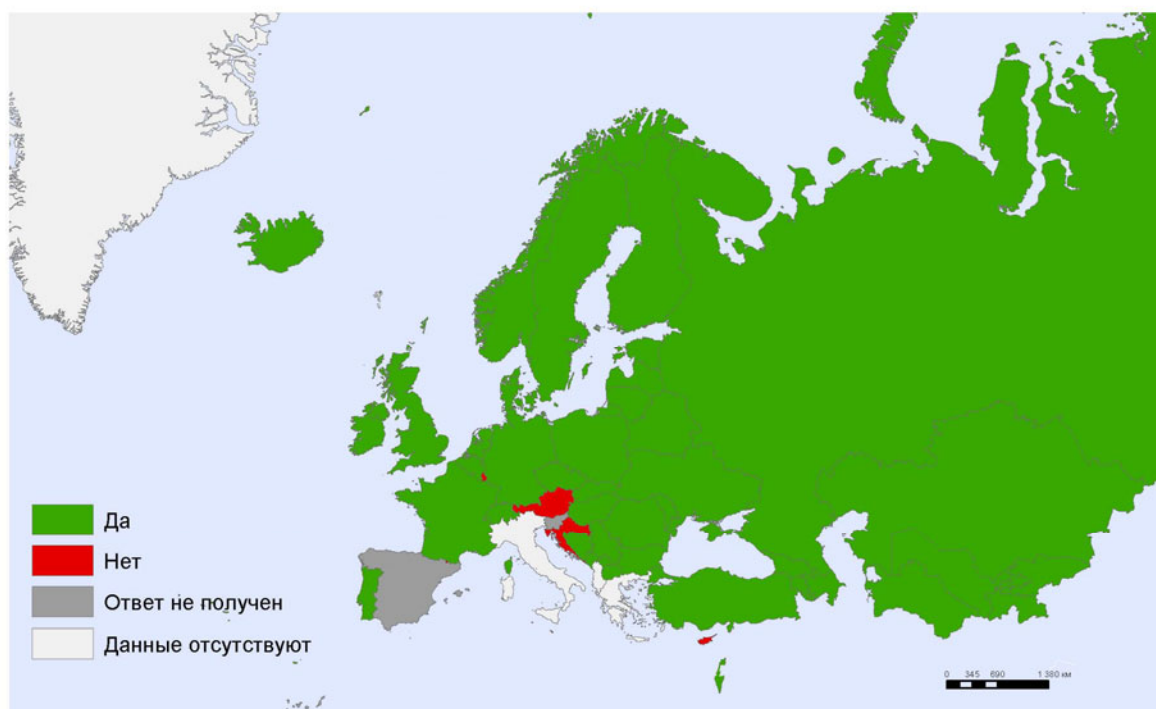 Да
Нет
Ответ не получен
Данные отсутствуют
0 345 690 1 380 км